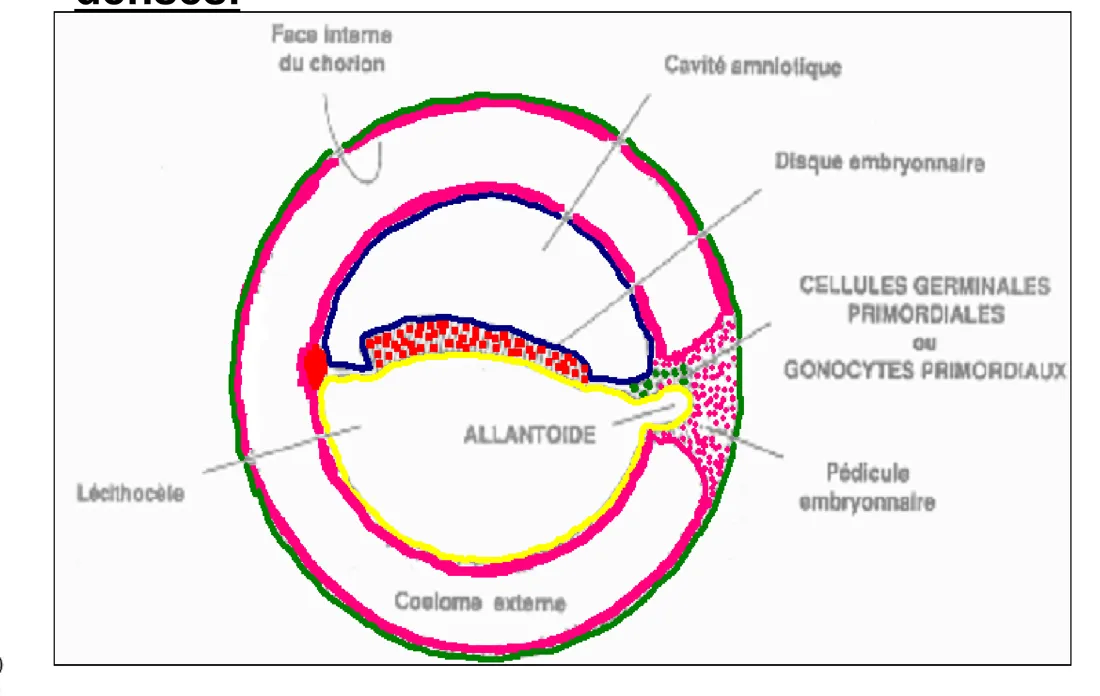 Face interne
du chorion
Cavité amniotique
Disque embryonnaire
CELLULES GERMINALES
PRIMORDIALES
ou
GONOCYTES PRIMORDIAUX
ALLANTOIDE
Lécithocèle
Pédicule
embryonnaire
Coelome externe
)